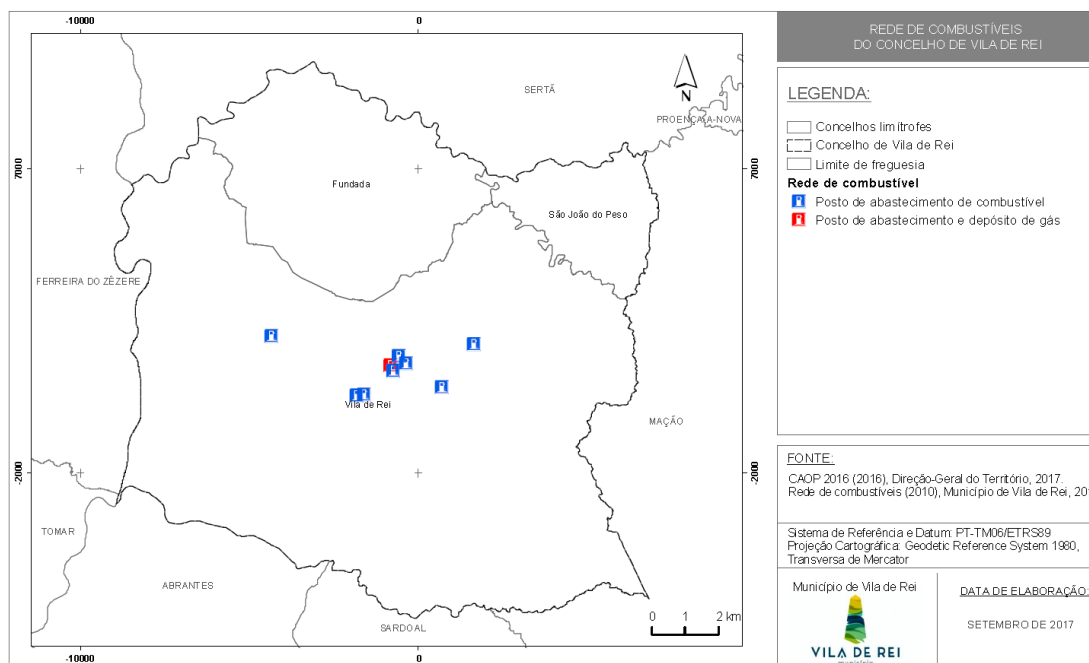 -10000
0
7000
7000
-2000
-2000
-10000
0
SERTÃ
PROENÇA-A-NOVA
Fundada
São João do Peso
FERREIRA DO ZÊZERE
Vila de Rei
MAÇÃO
TOMAR
ABRANTES
SARDOAL
N
0 1 2 km
REDE DE COMBUSTÍVEIS
DO CONCELHO DE VILA DE REI
LEGENDA:
Concelhos limítrofes
Concelho de Vila de Rei
Limite de freguesia
Rede de combustível
Posto de abastecimento de combustível
Posto de abastecimento e depósito de gás
FONTE:
CAOP 2016 (2016), Direção-Geral do Território, 2017.
Rede de combustíveis (2010), Município de Vila de Rei,
Sistema de Referência e Datum: PT-TM06/ETRS89
Projeção Cartográfica: Geodetic Reference System 1980,
Transversa de Mercator
Município de Vila de Rei
VILA DE REI
município
DATA DE ELABORAÇÃO:
SETEMBRO DE 2017